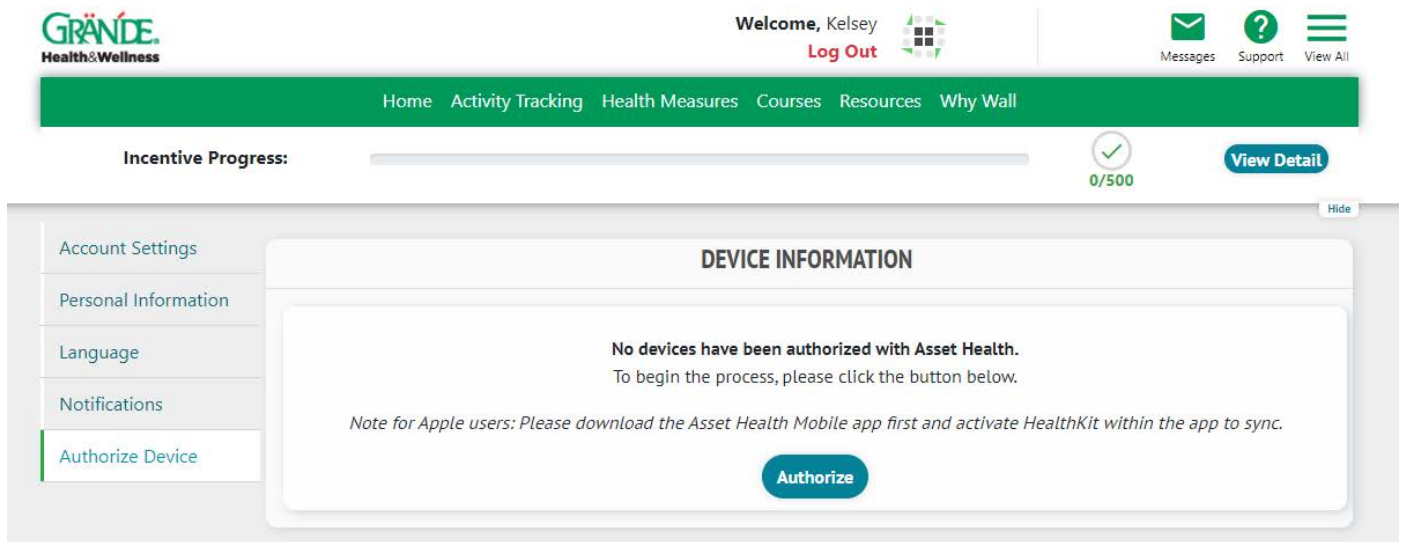 GRÄNDE®
Health&Wellness
Welcome, Kelsey
Log Out
Messages
Support
View All
Home Activity Tracking Health Measures Courses Resources Why Wall
Incentive Progress:
0/500
View Detail
Hide
Account Settings
Personal Information
Language
Notifications
Authorize Device
DEVICE INFORMATION
No devices have been authorized with Asset Health.
To begin the process, please click the button below.
Note for Apple users: Please download the Asset Health Mobile app first and activate HealthKit within the app to sync.
Authorize